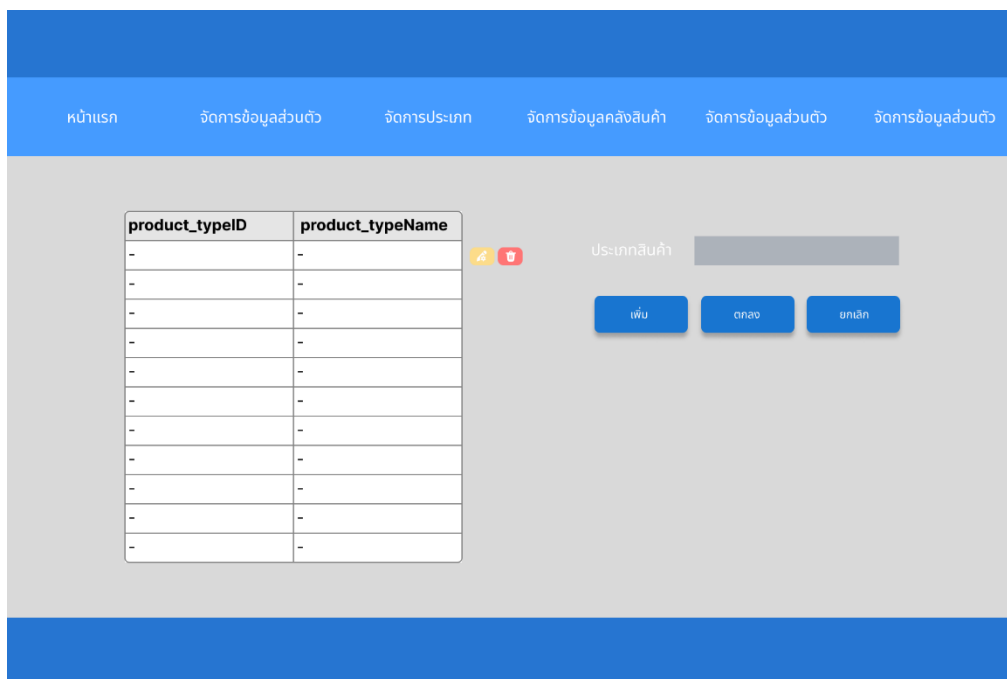 หน้าแรก จัดการข้อมูลส่วนตัว จัดการประเภท จัดการข้อมูลคลังสินค้า จัดการข้อมูลส่วนตัว จัดการข้อมูลส่วนตัว
product_typeID product_typeName
- -
- -
- -
- -
- -
- -
- -
- -
- -
- -
- -
ประเภทสินค้า
เพิ่ม ตกลง ยกเลิก